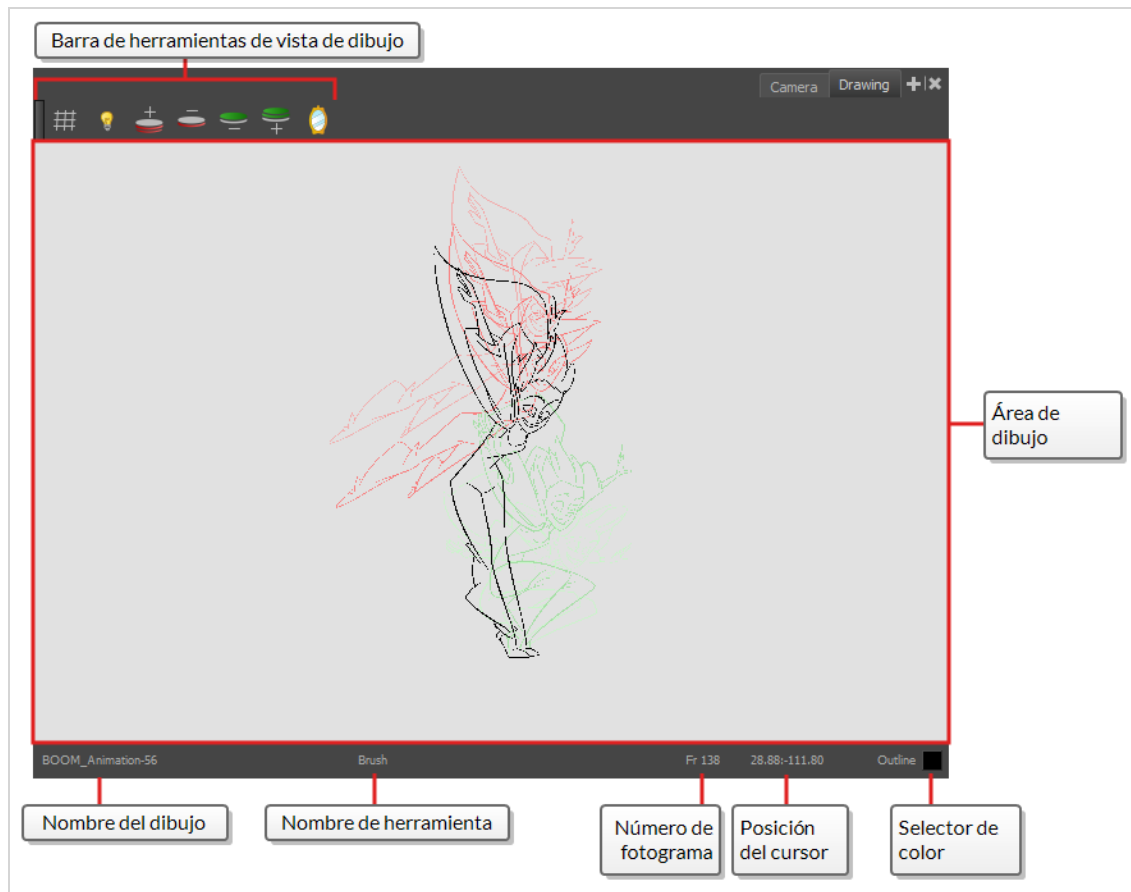 Barra de herramientas de vista de dibujo
Camera
Drawing
Área de
dibujo
BOOM_Animation-56
Brush
Fr 138
28.88:-111.80
Outline
Nombre del dibujo
Nombre de herramienta
Número de
fotograma
Posición
del cursor
Selector de
color